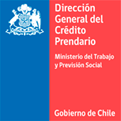 Dirección
General del
Crédito
Prendario
Ministerio del Trabajo
y Previsión Social
Gobierno de Chile